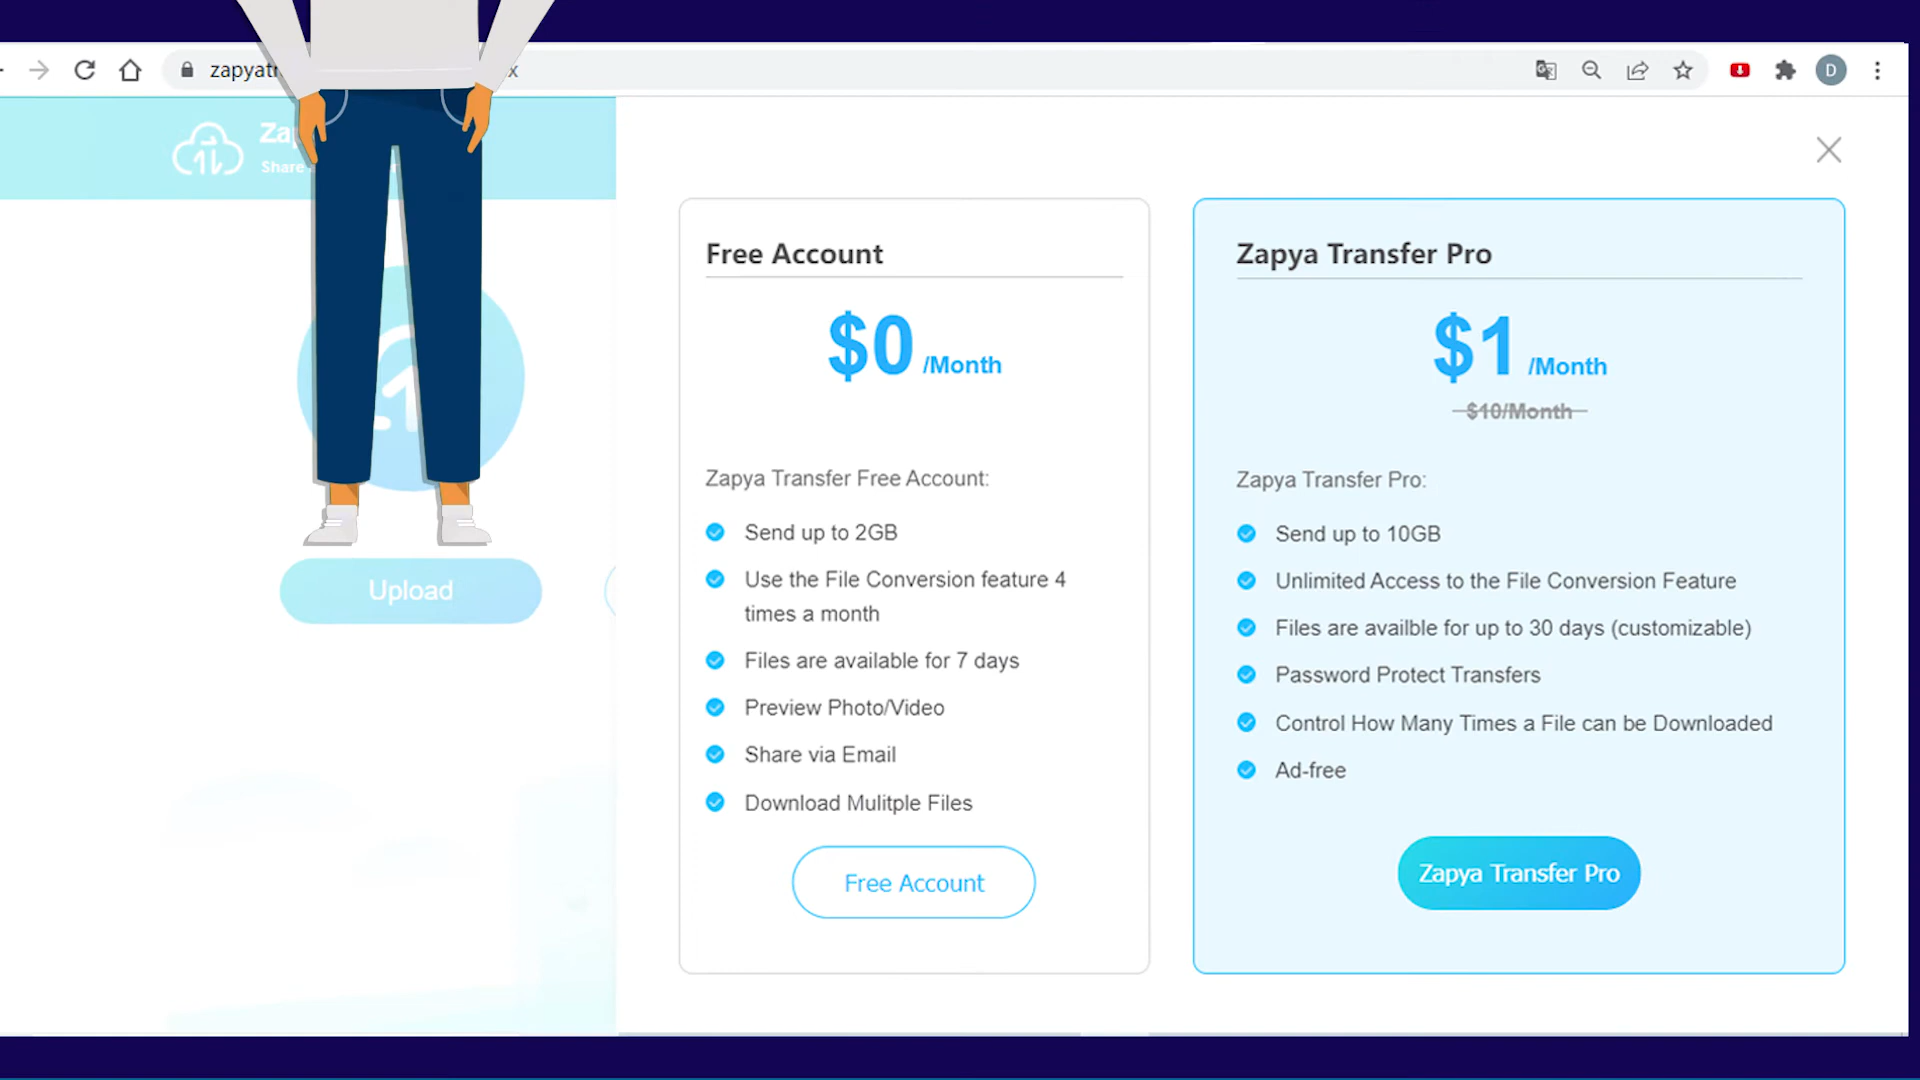 D
Share
Free Account
$0 /Month
Zapya Transfer Free Account:
Send up to 2GB
Use the File Conversion feature 4
times a month
Files are available for 7 days
Preview Photo/Video
Share via Email
Download Mulitple Files
Free Account
Zapya Transfer Pro
$1 /Month
$10/Month
Zapya Transfer Pro:
Send up to 10GB
Unlimited Access to the File Conversion Feature
Files are availble for up to 30 days (customizable)
Password Protect Transfers
Control How Many Times a File can be Downloaded
Ad-free
Zapya Transfer Pro
Upload